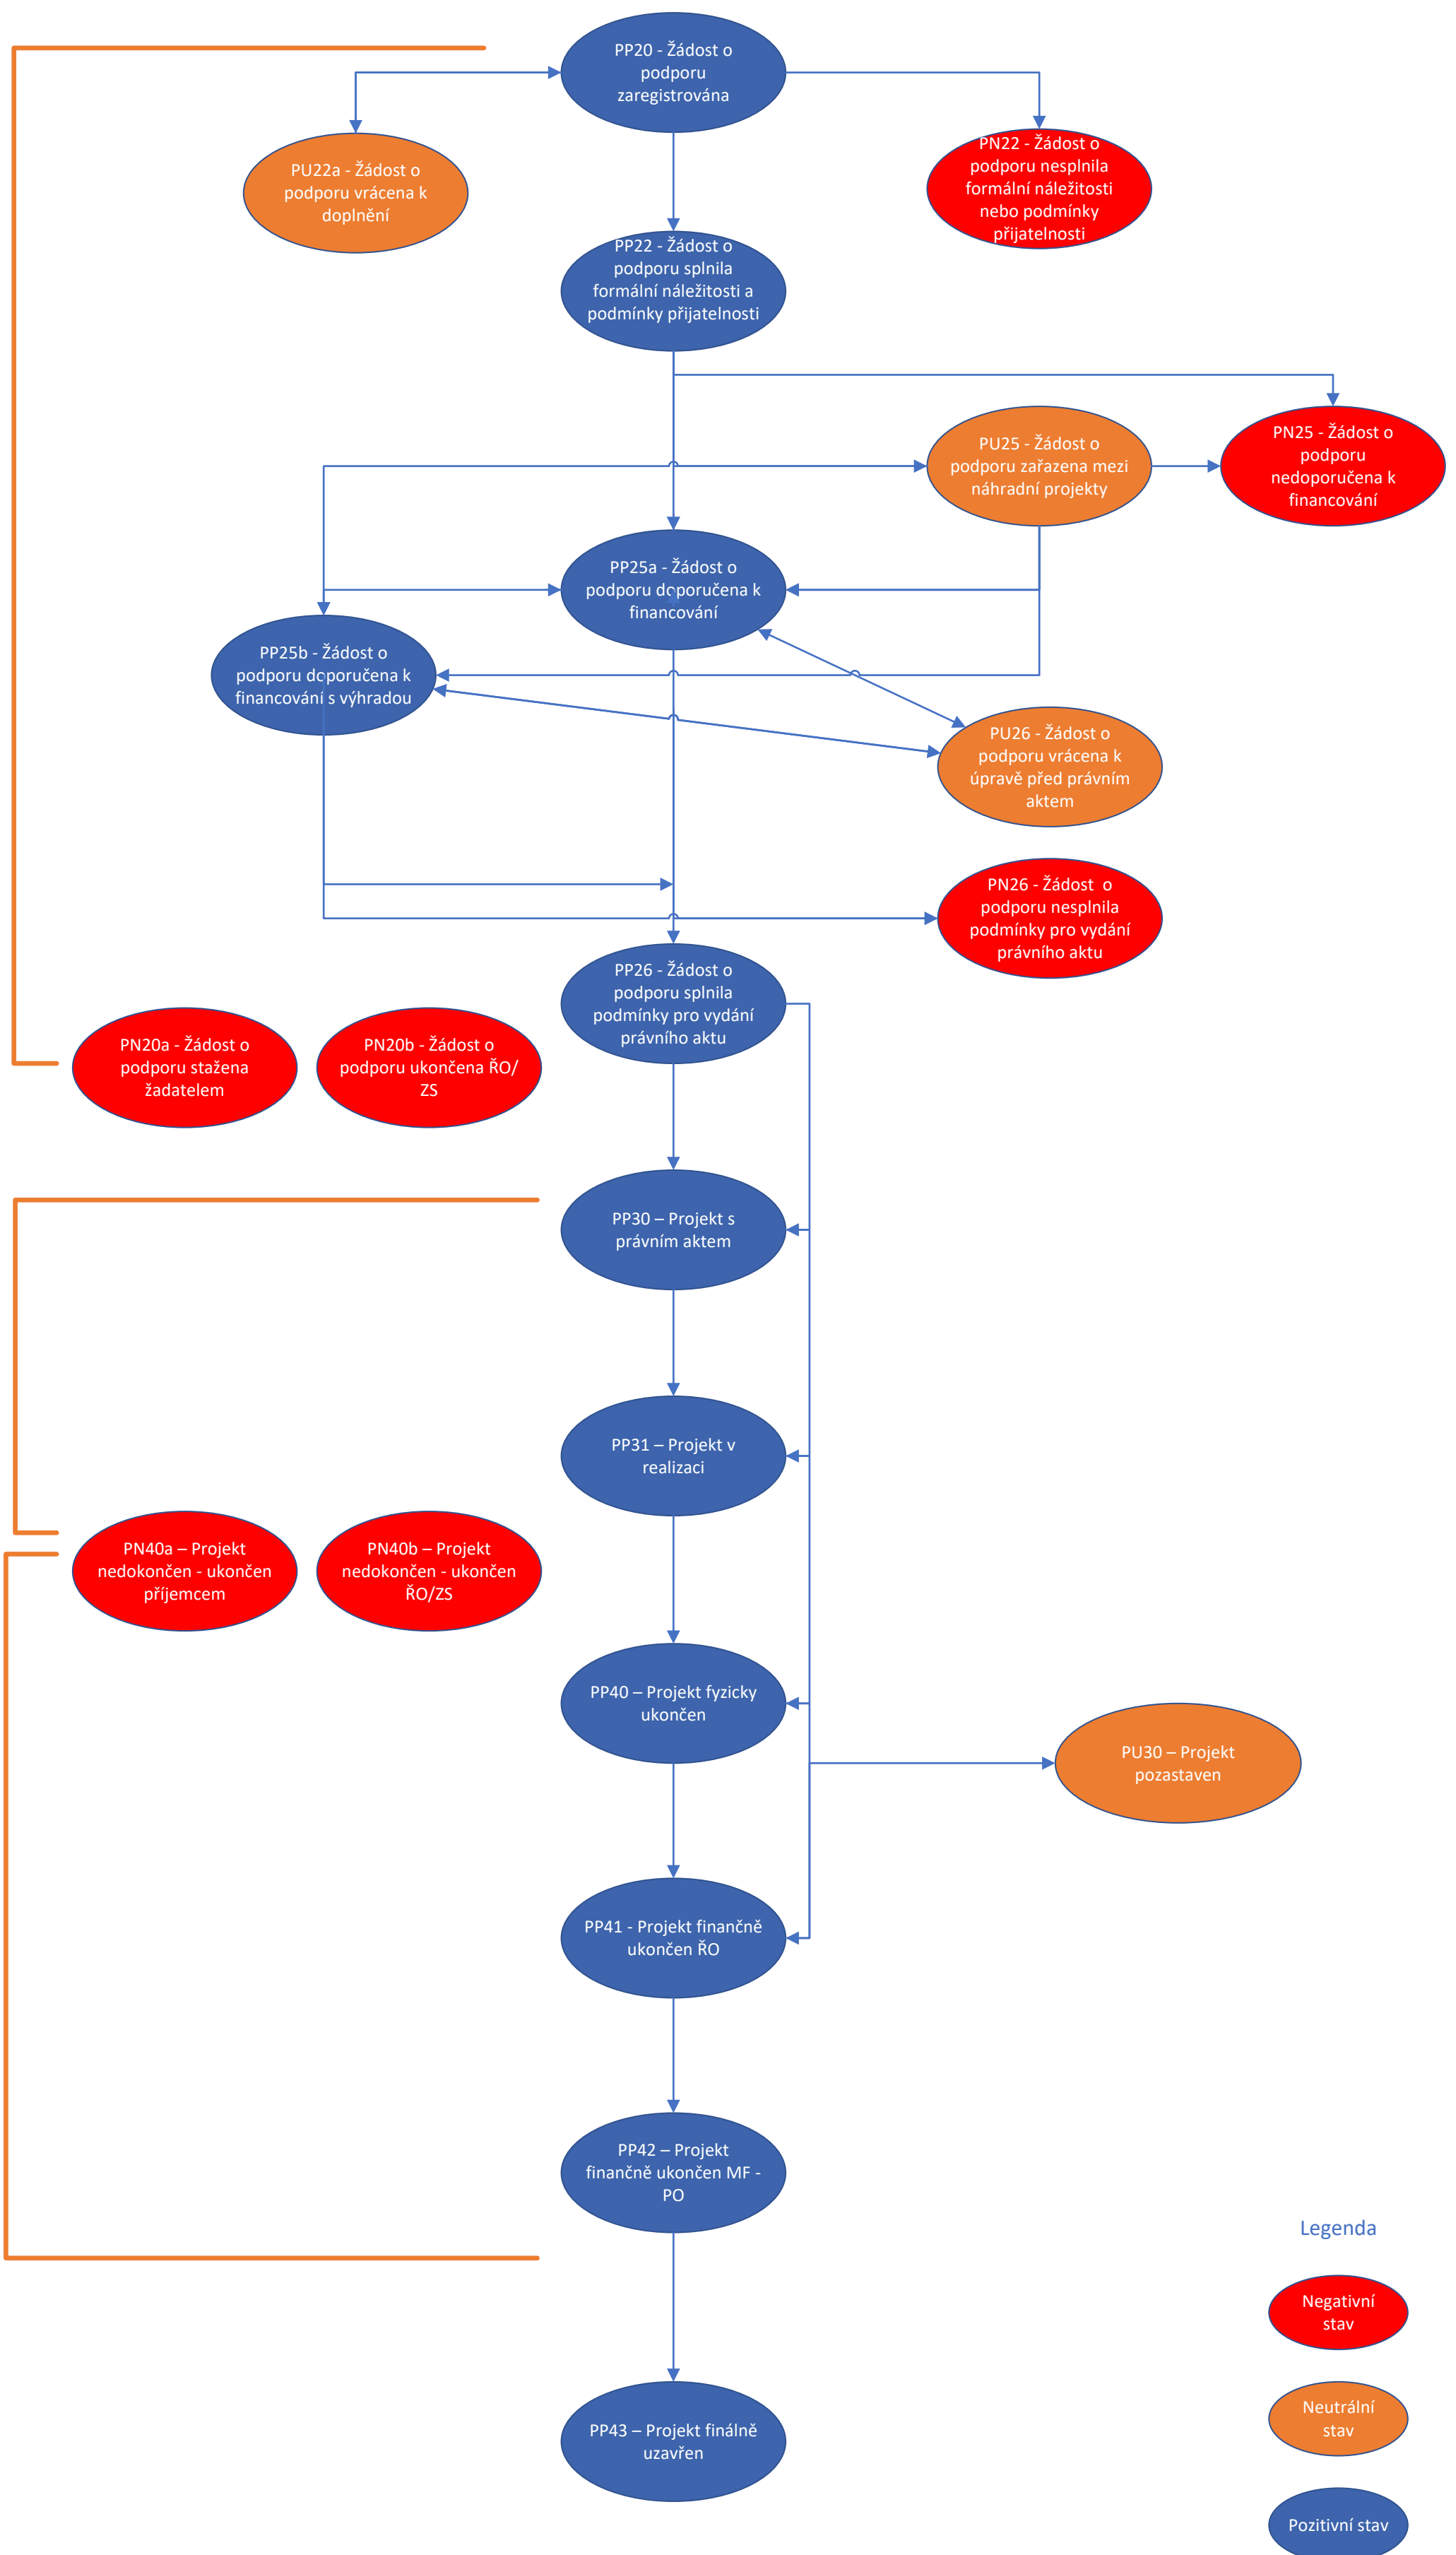 PP20 - Žádost o
podporu
zaregistrována
PU22a - Žádost o
podporu vrácena k
doplnění
PN22 - Žádost o
podporu nesplnila
formální náležitosti
nebo podmínky
přijatelnosti
PP22 - Žádost o
podporu splnila
formální náležitosti a
podmínky přijatelnosti
PU25 - Žádost o
podporu zařazena mezi
náhradní projekty
PN25 - Žádost o
podporu
nedoporučena k
financování
PP25a - Žádost o
podporu doporučena k
financování
PP25b - Žádost o
podporu doporučena k
financování s výhradou
PU26 - Žádost o
podporu vrácena k
úpravě před právním
aktem
PN26 - Žádost  o
podporu nesplnila
podmínky pro vydání
právního aktu
PP26 - Žádost o
podporu splnila
podmínky pro vydání
právního aktu
PN20a - Žádost o
podporu stažena
žadatelem
PN20b - Žádost o
podporu ukončena ŘO/
ZS
PP30 – Projekt s
právním aktem
PP31 – Projekt v
realizaci
PN40a – Projekt
nedokončen - ukončen
příjemcem
PN40b – Projekt
nedokončen - ukončen
ŘO/ZS
PP40 – Projekt fyzicky
ukončen
PU30 – Projekt
pozastaven
PP41 - Projekt finančně
ukončen ŘO
PP42 – Projekt
finančně ukončen MF -
PO
Legenda
Negativní
stav
Neutrální
stav
PP43 – Projekt finálně
uzavřen
Pozitivní stav